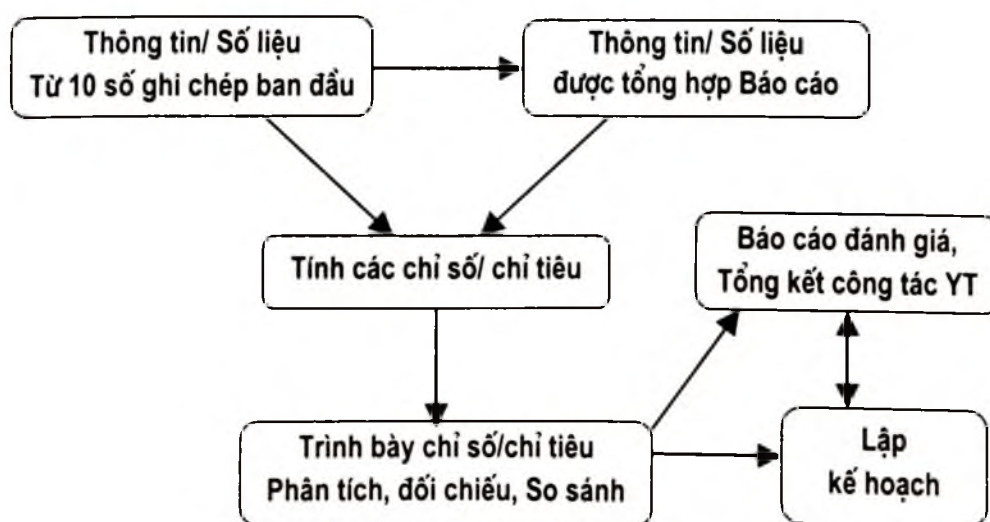 Thông tin/ Số liệu
Từ 10 số ghi chép ban đầu
Thông tin/ Số liệu
được tổng hợp Báo cáo
Tính các chỉ số/ chỉ tiêu
Báo cáo đánh giá,
Tổng kết công tác YT
Trình bày chỉ số/chỉ tiêu
Phân tích, đối chiếu, So sánh
Lập
kế hoạch